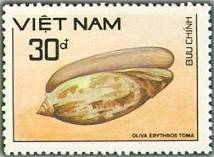 VIỆT NAM
30đ
BƯU CHÍNH
OLIVA ERYTHROS TOMA